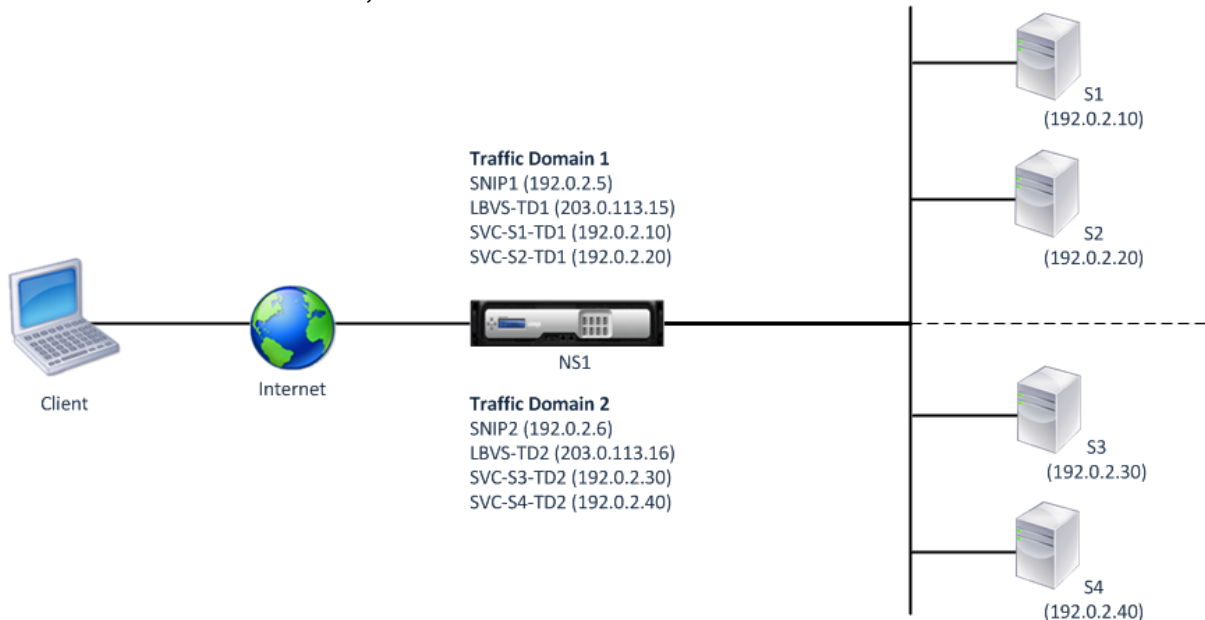 Traffic Domain 1
SNIP1 (192.0.2.5)
LBVS-TD1 (203.0.113.15)
SVC-S1-TD1 (192.0.2.10)
SVC-S2-TD1 (192.0.2.20)
S1
(192.0.2.10)
S2
(192.0.2.20)
Client
Internet
NS1
Traffic Domain 2
SNIP2 (192.0.2.6)
LBVS-TD2 (203.0.113.16)
SVC-S3-TD2 (192.0.2.30)
SVC-S4-TD2 (192.0.2.40)
S3
(192.0.2.30)
S4
(192.0.2.40)